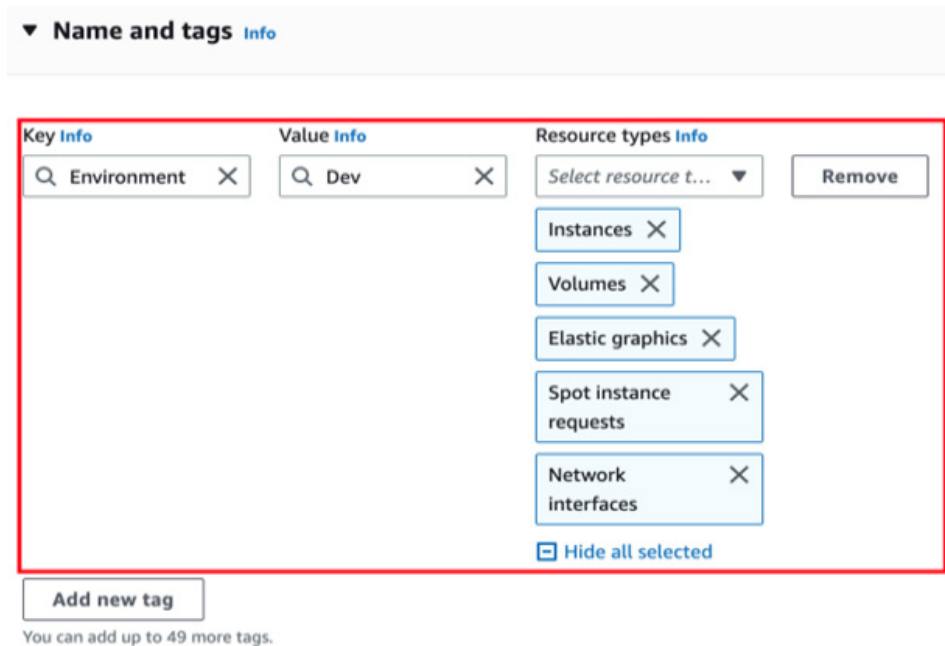 Name and tags Info
Key Info
Value Info
Resource types Info
Environment
Dev
Select resource t...
Remove
Instances
Volumes
Elastic graphics
Spot instance
requests
Network
interfaces
Hide all selected
Add new tag
You can add up to 49 more tags.